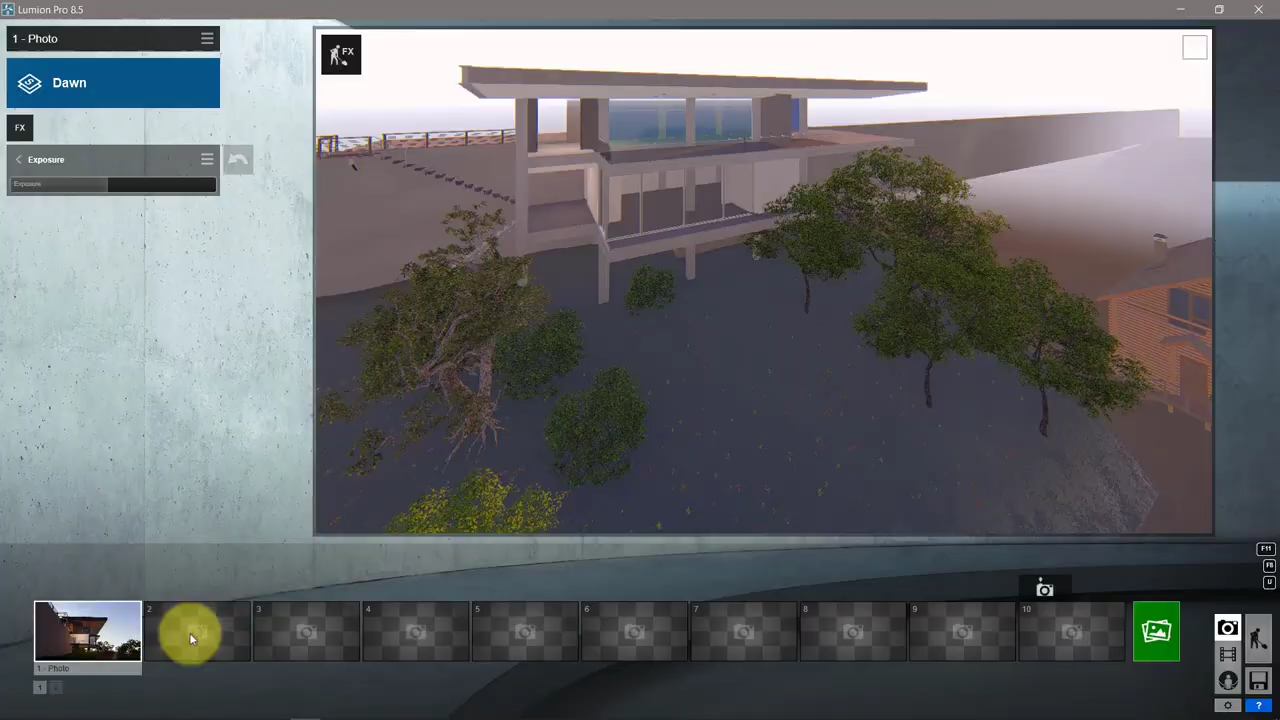 Lumion Pro 8.5
1 - Photo
FX
Dawn
FX
Exposure
Exposure
F11
F8
U
2
3
4
5
6
7
8
9
10
1 - Photo
1
?